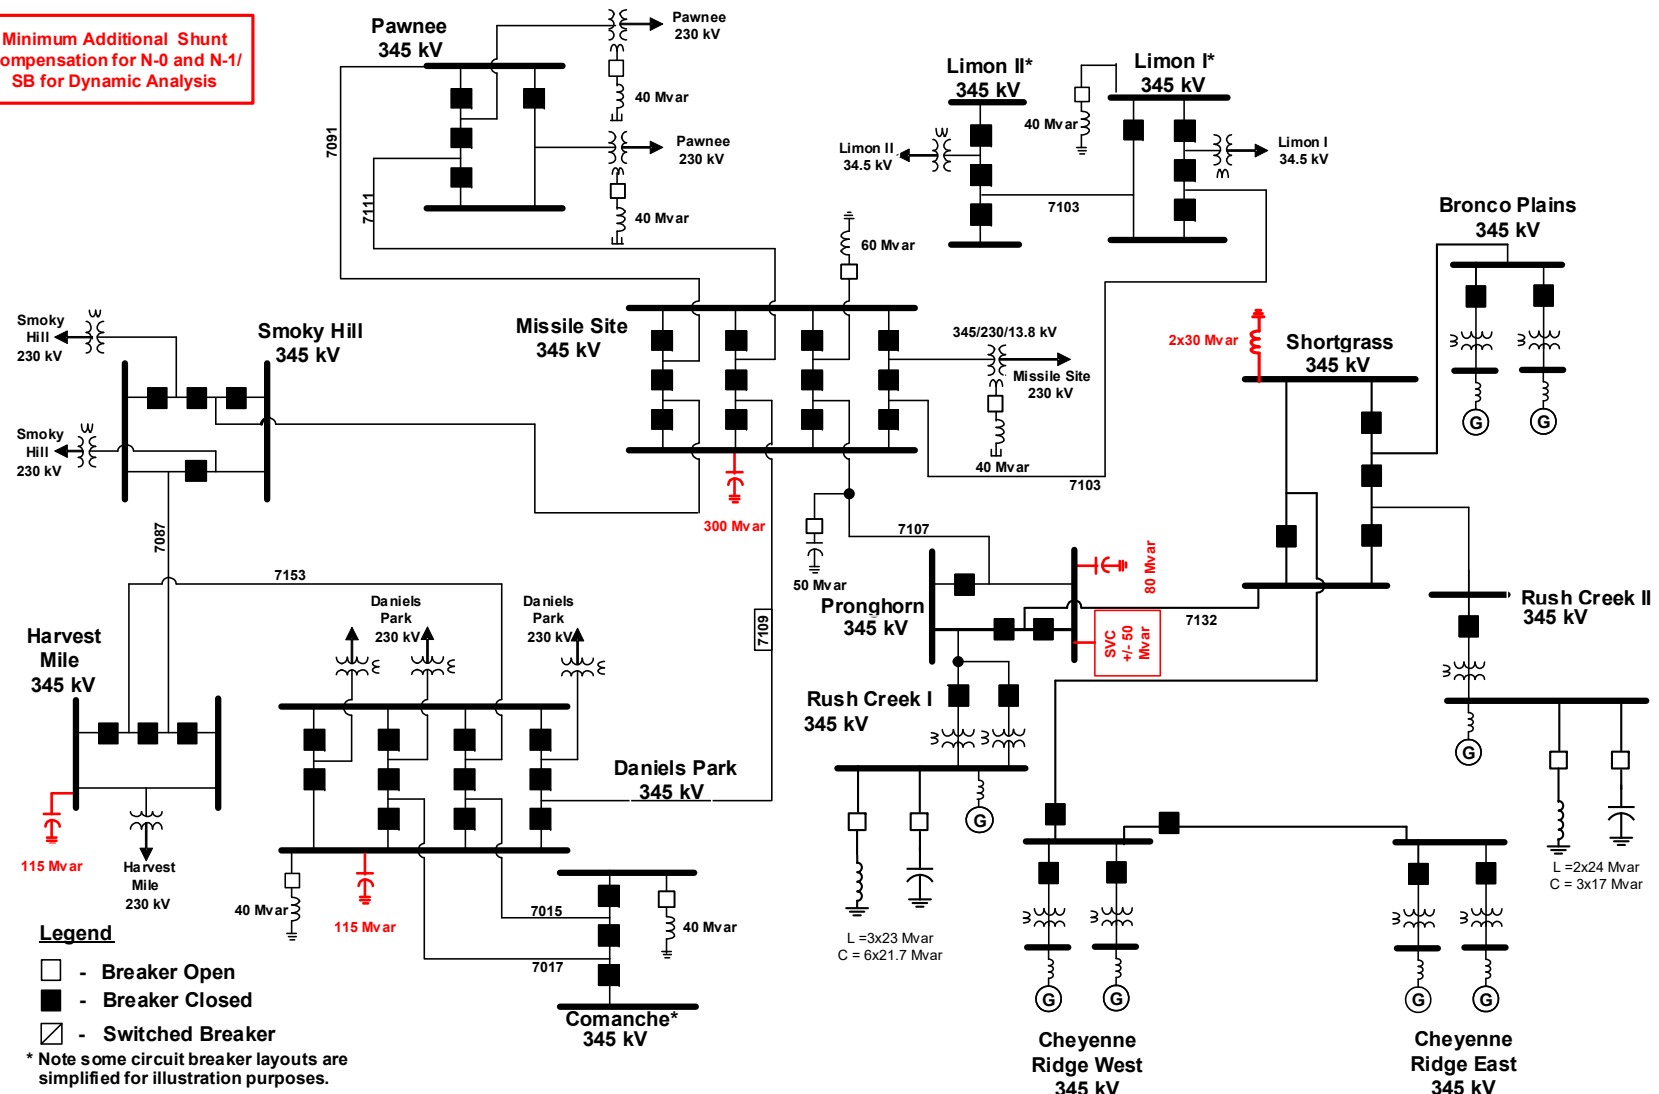 Minimum Additional Shunt
ompensation for N-0 and N-1/
SB for Dynamic Analysis
Pawnee
345 kV
Pawnee
230 kV
40 Mvar
Pawnee
230 kV
40 Mvar
7091
7111
Limon II*
345 kV
Limon I*
345 kV
40 Mvar
Limon II
34.5 kV
Limon I
34.5 kV
7103
Bronco Plains
345 kV
G
G
60 Mvar
Smoky
Hill
230 kV
Smoky Hill
345 kV
Smoky
Hill
230 kV
Missile Site
345 kV
345/230/13.8 kV
Missile Site
230 kV
40 Mvar
7103
2x30 Mvar
Shortgrass
345 kV
300 Mvar
50 Mvar
7107
7087
7153
7109
80 Mvar
Pronghorn
345 kV
SVC
+/- 50
Mvar
7132
Rush Creek II
345 kV
G
L =2x24 Mvar
C = 3x17 Mvar
Harvest
Mile
345 kV
115 Mvar
Harvest
Mile
230 kV
Daniels
Park
230 kV
Daniels
Park
230 kV
Daniels Park
345 kV
40 Mvar
115 Mvar
7015
7017
40 Mvar
Comanche*
345 kV
Rush Creek I
345 kV
G
L =3x23 Mvar
C = 6x21.7 Mvar
G
G
Cheyenne
Ridge West
345 kV
G
G
Cheyenne
Ridge East
345 kV
Legend
- Breaker Open
- Breaker Closed
- Switched Breaker
* Note some circuit breaker layouts are
simplified for illustration purposes.